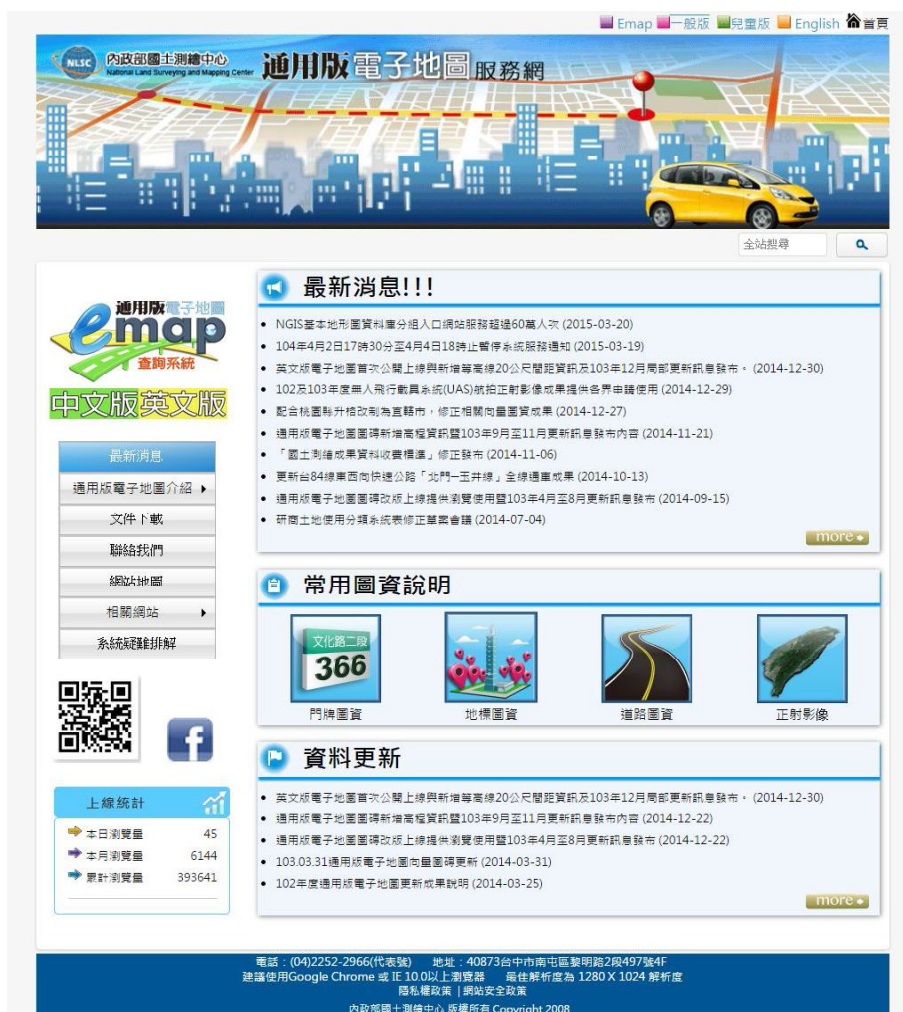 Emap 一般版 兒童版 English 首頁
NLSC 內政部國土測繪中心
National Land Surveying and Mapping Center
通用版電子地圖服務網
全站搜尋
通用版電子地圖
emap
查詢系統
中文版英文版
最新消息
通用版電子地圖介紹
文件下載
聯絡我們
網站地圖
相關網站
系統疑難排解
上線統計
本日瀏覽量 45
本月瀏覽量 6144
累計瀏覽量 393641
最新消息!!!
NGIS基本地形圖資料庫分組入口網站服務超過60萬人次 (2015-03-20)
104年4月2日17時30分至4月4日18時止暫停系統服務通知 (2015-03-19)
英文版電子地圖首次公開上線與新增等高線20公尺間距資訊及103年12月局部更新訊息發布。 (2014-12-30)
102及103年度無人飛行載具系統(UAS)航拍正射影像成果提供各界申請使用 (2014-12-29)
配合桃園縣升格改制為直轄市，修正相關向量圖資成果 (2014-12-27)
通用版電子地圖圖磚新增高程資訊暨103年9月至11月更新訊息發布內容 (2014-11-21)
「國土測繪成果資料收費標準」修正發布 (2014-11-06)
更新台84線東西向快速公路「北門─玉井線」全線通車成果 (2014-10-13)
通用版電子地圖圖磚改版上線提供瀏覽使用暨103年4月至8月更新訊息發布 (2014-09-15)
研商土地使用分類系統表修正草案會議 (2014-07-04)
more
常用圖資說明
文化路二段
366
門牌圖資 地標圖資 道路圖資 正射影像
資料更新
英文版電子地圖首次公開上線與新增等高線20公尺間距資訊及103年12月局部更新訊息發布。 (2014-12-30)
通用版電子地圖圖磚新增高程資訊暨103年9月至11月更新訊息發布內容 (2014-12-22)
通用版電子地圖圖磚改版上線提供瀏覽使用暨103年4月至8月更新訊息發布 (2014-12-22)
103.03.31通用版電子地圖向量圖磚更新 (2014-03-31)
102年度通用版電子地圖更新成果說明 (2014-03-25)
more
電話：(04)2252-2966(代表號) 地址：40873台中市南屯區黎明路2段497號4F
建議使用Google Chrome 或 IE 10.0以上瀏覽器 最佳解析度為 1280 X 1024 解析度
隱私權政策 | 網站安全政策
內政部國土測繪中心 版權所有 Copyright 2008